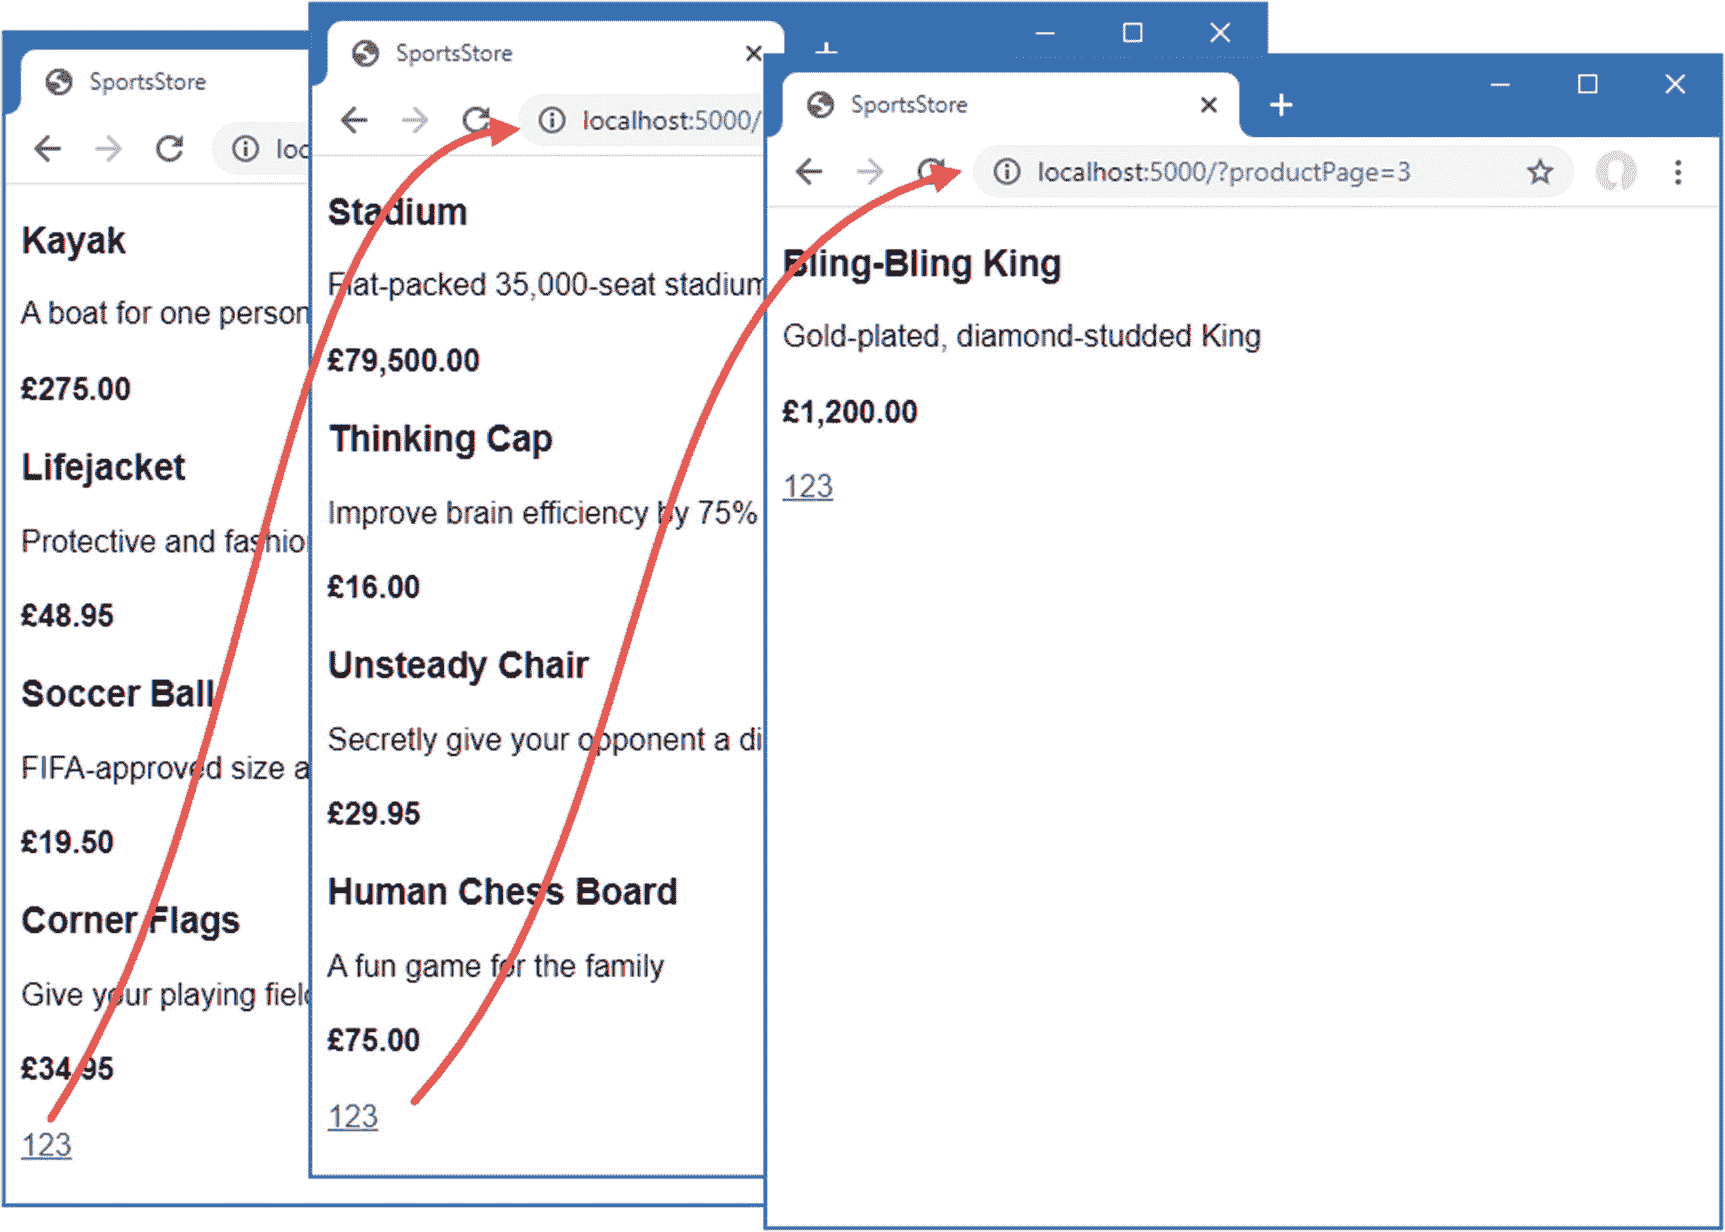 SportsStore
Kayak
A boat for one person
£275.00
Lifejacket
Protective and
£48.95
Soccer Ball
FIFA-approved size
£19.50
Corner Flags
Give your playing
£34.95
123
SportsStore
localhost:5000/
Stadium
Flat-packed 35,000-seat stadium
£79,500.00
Thinking Cap
Improve brain efficiency by 75%
£16.00
Unsteady Chair
Secretly give your opponent a
£29.95
Human Chess Board
A fun game for the family
£75.00
123
SportsStore
localhost:5000/?productPage=3
Bling-Bling King
Gold-plated, diamond-studded King
£1,200.00
123